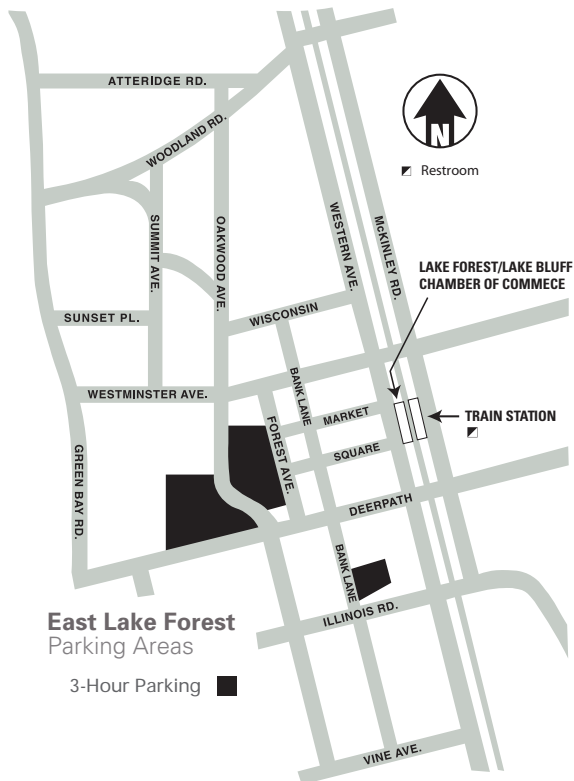 ATTERIDGE RD.
WOODLAND RD.
N
Restroom
SUMMIT AVE.
OAKWOOD AVE.
WESTERN AVE.
McKINLEY RD.
LAKE FOREST/LAKE BLUFF
CHAMBER OF COMMECE
SUNSET PL.
WISCONSIN
WESTMINSTER AVE.
BANK LANE
MARKET
TRAIN STATION
FOREST AVE.
SQUARE
GREEN BAY RD.
DEERPATH
BANK LANE
ILLINOIS RD.
East Lake Forest
Parking Areas
3-Hour Parking
VINE AVE.